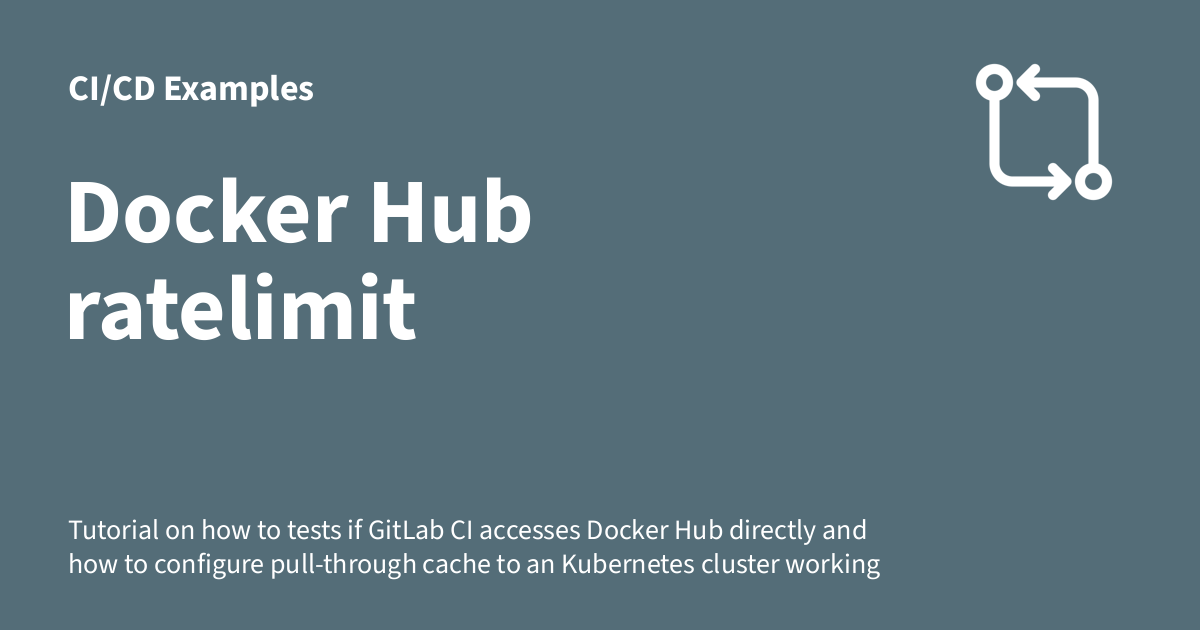 CI/CD Examples
Docker Hub
ratelimit
Tutorial on how to tests if GitLab CI accesses Docker Hub directly and
how to configure pull-through cache to an Kubernetes cluster working